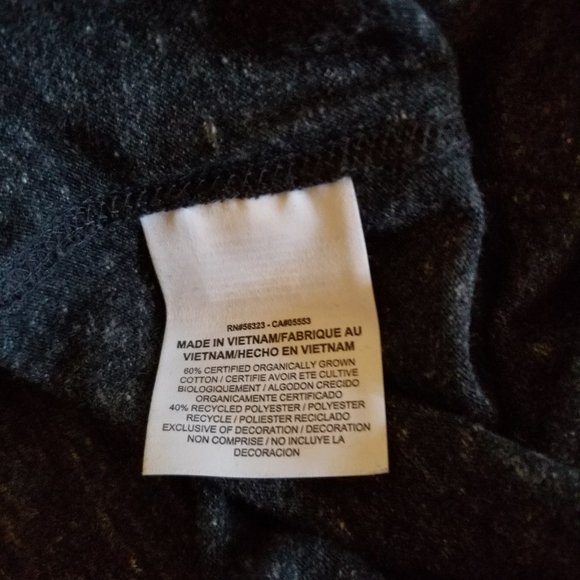 RN#56323 - CA#05553
MADE IN VIETNAM/FABRIQUE AU
VIETNAM/HECHO EN VIETNAM
60% CERTIFIED ORGANICALLY GROWN
COTTON / CERTIFIE AVOIR ETE CULTIVE
BIOLOGIQUEMENT / ALGODON CRECIDO
ORGANICAMENTE CERTIFICADO
40% RECYCLED POLYESTER / POLYESTER
RECYCLE / POLIESTER RECICLADO
EXCLUSIVE OF DECORATION / DECORATION
NON COMPRISE / NO INCLUYE LA
DECORACION